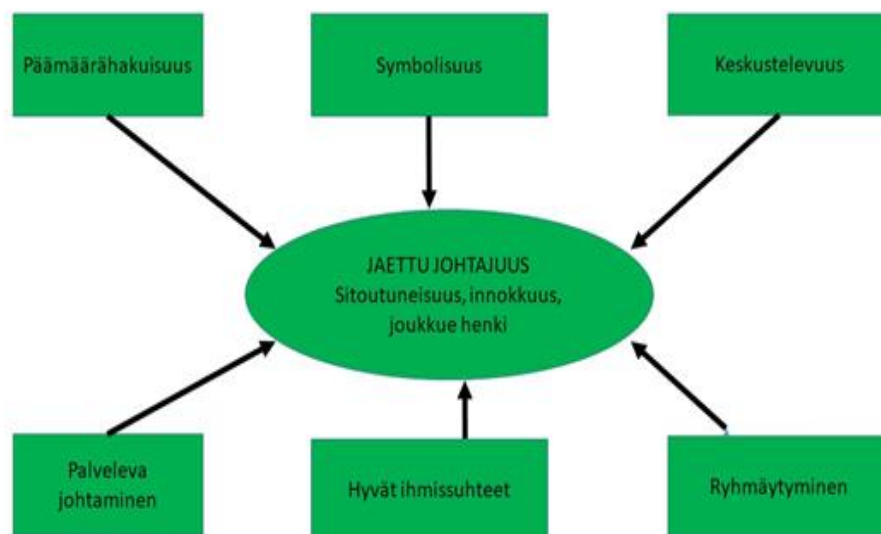 Päämäärähakuisuus
Symbolisuus
Keskustelevuus
JAETTU JOHTAJUUS
Sitoutuneisuus, innokkuus,
joukkue henki
Palveleva
johtaminen
Hyvät ihmissuhteet
Ryhmäytyminen